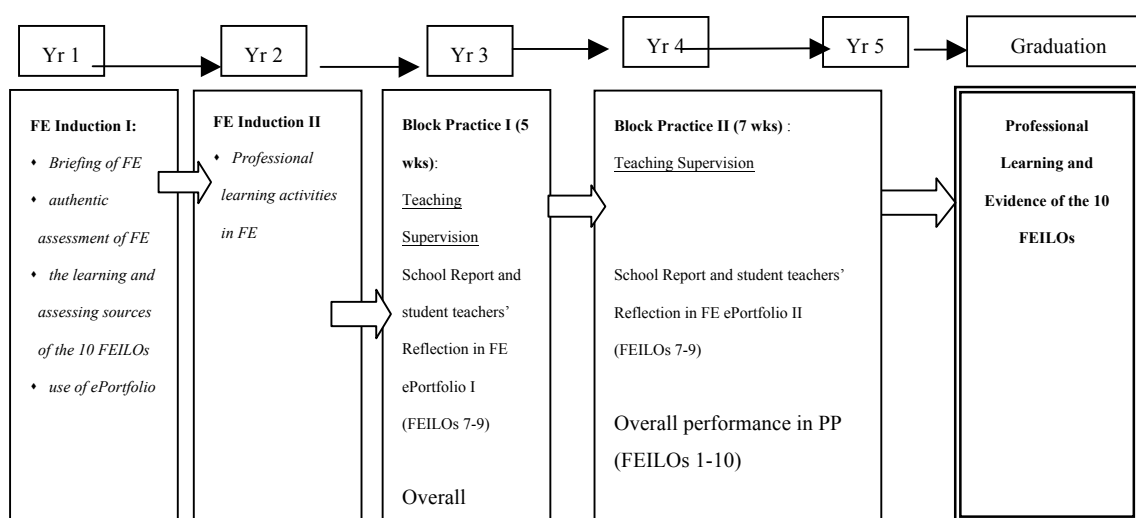 Yr 1
Yr 2
Yr 3
Yr 4
Yr 5
Graduation
FE Induction I:
• Briefing of FE
• authentic
assessment of FE
• the learning and
assessing sources
of the 10 FEILOs
• use of ePortfolio
FE Induction II
• Professional
learning activities
in FE
Block Practice I (5
wks):
Teaching
Supervision
School Report and
student teachers'
Reflection in FE
ePortfolio I
(FEILOs 7-9)
Overall
Block Practice II (7 wks) :
Teaching Supervision
School Report and student teachers'
Reflection in FE ePortfolio II
(FEILOs 7-9)
Overall performance in PP
(FEILOs 1-10)
Professional
Learning and
Evidence of the 10
FEILOs